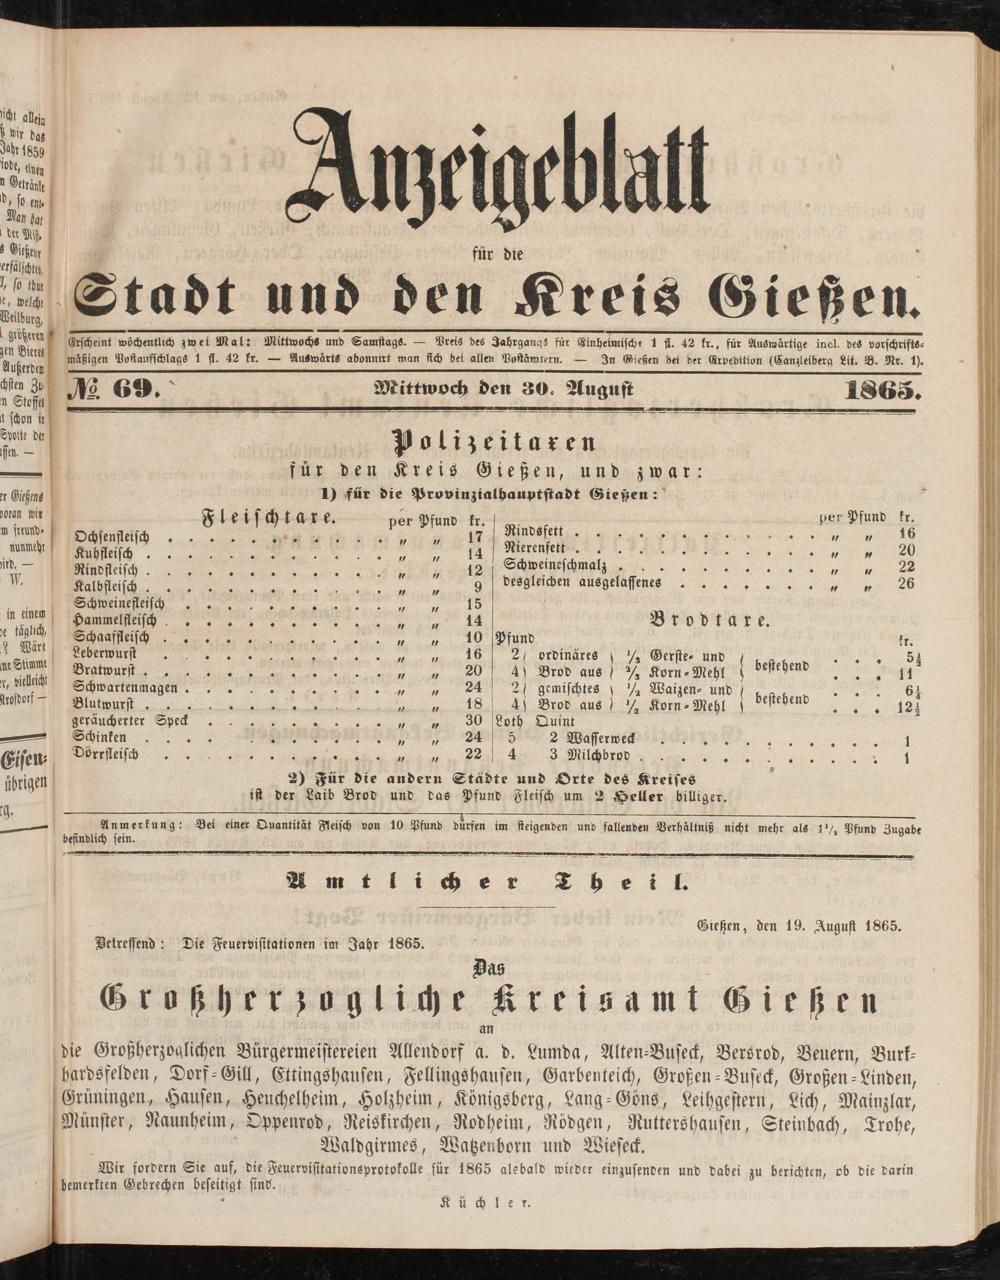 Anzeigeblatt
für die
Stadt und den Kreis Gießen.
Erscheint wöchentlich zwei Mal: Mittwochs und Samstags. — Preis des Jahrgangs für Einheimische 1 fl. 42 kr., für Auswärtige incl. des vorschrifts-
mäßigen Postaufschlags 1 fl. 42 kr. — Auswärts abonnirt man sich bei allen Postämtern. — In Gießen bei der Expedition (Canzleiberg Lit. B. Nr. 1).
№ 69. Mittwoch den 30. August 1865.
Polizeitaxen
für den Kreis Gießen, und zwar:
1) für die Provinzialhauptstadt Gießen:
Fleischtaxe. per Pfund kr.
Ochsenfleisch . . . . . . . . . . „ „ 17
Kuhfleisch . . . . . . . . . . . „ „ 14
Rindfleisch . . . . . . . . . . . „ „ 12
Kalbfleisch . . . . . . . . . . . „ „ 9
Schweinefleisch . . . . . . . . . . „ „ 15
Hammelfleisch . . . . . . . . . . „ „ 14
Schaaffleisch . . . . . . . . . . „ „ 10
Leberwurst . . . . . . . . . . . „ „ 16
Bratwurst . . . . . . . . . . . „ „ 20
Schwartenmagen . . . . . . . . . . „ „ 24
Blutwurst . . . . . . . . . . . „ „ 18
geräucherter Speck . . . . . . . . . „ „ 30
Schinken . . . . . . . . . . . „ „ 24
Dörrfleisch . . . . . . . . . . . „ „ 22
per Pfund kr.
Rindsfett . . . . . . . . . . . „ „ 16
Nierenfett . . . . . . . . . . . „ „ 20
Schweineschmalz . . . . . . . . . . „ „ 22
desgleichen ausgelassenes . . . . . . . „ „ 26
Brodtaxe.
Pfund kr.
2) ordinäres ) 1/3 Gerste- und ) bestehend . . . 5¼
4) Brod aus ) 2/3 Korn-Mehl ) . . . 11
2) gemischtes ) 1/2 Waizen- und ) bestehend . . . 6¼
4) Brod aus ) 1/2 Korn-Mehl ) . . . 12½
Loth Quint
5 2 Wasserweck . . . . . . . . . . 1
4 3 Milchbrod . . . . . . . . . . . 1
2) Für die andern Städte und Orte des Kreises
ist der Laib Brod und das Pfund Fleisch um 2 Heller billiger.
Anmerkung: Bei einer Quantität Fleisch von 10 Pfund dürfen im steigenden und fallenden Verhältniß nicht mehr als 1½ Pfund Zugabe
befindlich sein.
Amtlicher Theil.
Gießen, den 19. August 1865.
Betreffend: Die Feuervisitationen im Jahr 1865.
Das
Großherzogliche Kreisamt Gießen
an
die Großherzoglichen Bürgermeistereien Allendorf a. d. Lumda, Alten-Buseck, Bersrod, Beuern, Burk-
hardsfelden, Dorf-Gill, Ettingshausen, Fellingshausen, Garbenteich, Großen-Buseck, Großen-Linden,
Grüningen, Hausen, Heuchelheim, Holzheim, Königsberg, Lang-Göns, Leihgestern, Lich, Mainzlar,
Münster, Naunheim, Oppenrod, Reiskirchen, Rodheim, Rödgen, Ruttershausen, Steinbach, Trohe,
Waldgirmes, Watzenborn und Wieseck.
Wir fordern Sie auf, die Feuervisitationsprotokolle für 1865 alsbald wieder einzusenden und dabei zu berichten, ob die darin
bemerkten Gebrechen beseitigt sind.
Küchler.